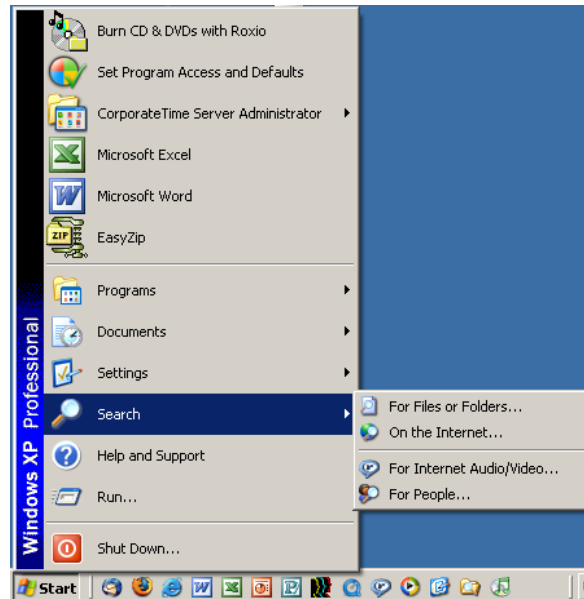 Burn CD & DVDs with Roxio
Set Program Access and Defaults
CorporateTime Server Administrator
Microsoft Excel
Microsoft Word
ZIP
EasyZip
Programs
Documents
Settings
Search
Help and Support
Run...
Shut Down...
Windows XP Professional
For Files or Folders...
On the Internet...
For Internet Audio/Video...
For People...
Start